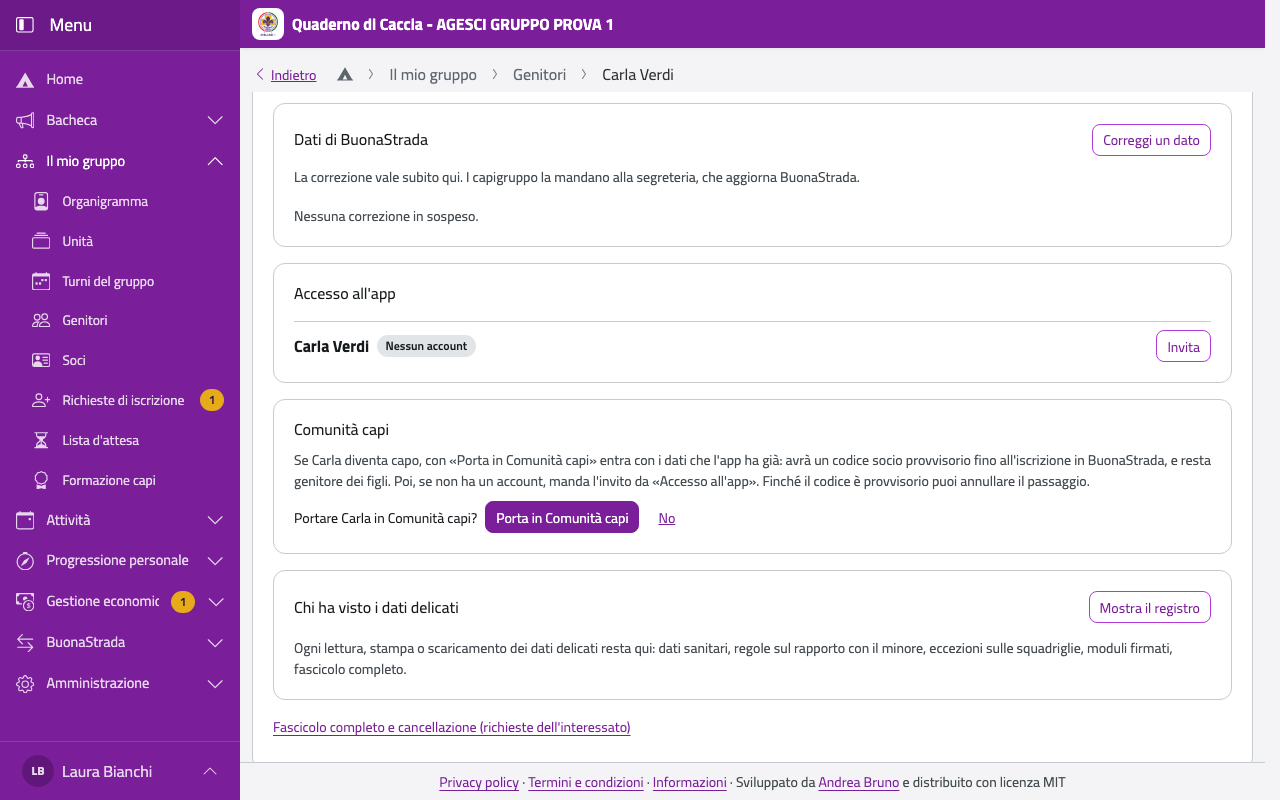 Menu
Quaderno di Caccia - AGESCI GRUPPO PROVA 1
Indietro
Il mio gruppo
Genitori
Carla Verdi
Home
Bacheca
Il mio gruppo
Organigramma
Unità
Turni del gruppo
Genitori
Soci
Richieste di iscrizione 1
Lista d'attesa
Formazione capi
Attività
Progressione personale
Gestione economic 1
BuonaStrada
Amministrazione
LB Laura Bianchi
Dati di BuonaStrada
Correggi un dato
La correzione vale subito qui. I capigruppo la mandano alla segreteria, che aggiorna BuonaStrada.
Nessuna correzione in sospeso.
Accesso all'app
Carla Verdi Nessun account
Invita
Comunità capi
Se Carla diventa capo, con «Porta in Comunità capi» entra con i dati che l'app ha già: avrà un codice socio provvisorio fino all'iscrizione in BuonaStrada, e resta
genitore dei figli. Poi, se non ha un account, manda l'invito da «Accesso all'app». Finché il codice è provvisorio puoi annullare il passaggio.
Portare Carla in Comunità capi? Porta in Comunità capi No
Chi ha visto i dati delicati
Mostra il registro
Ogni lettura, stampa o scaricamento dei dati delicati resta qui: dati sanitari, regole sul rapporto con il minore, eccezioni sulle squadriglie, moduli firmati,
fascicolo completo.
Fascicolo completo e cancellazione (richieste dell'interessato)
Privacy policy · Termini e condizioni · Informazioni · Sviluppato da Andrea Bruno e distribuito con licenza MIT